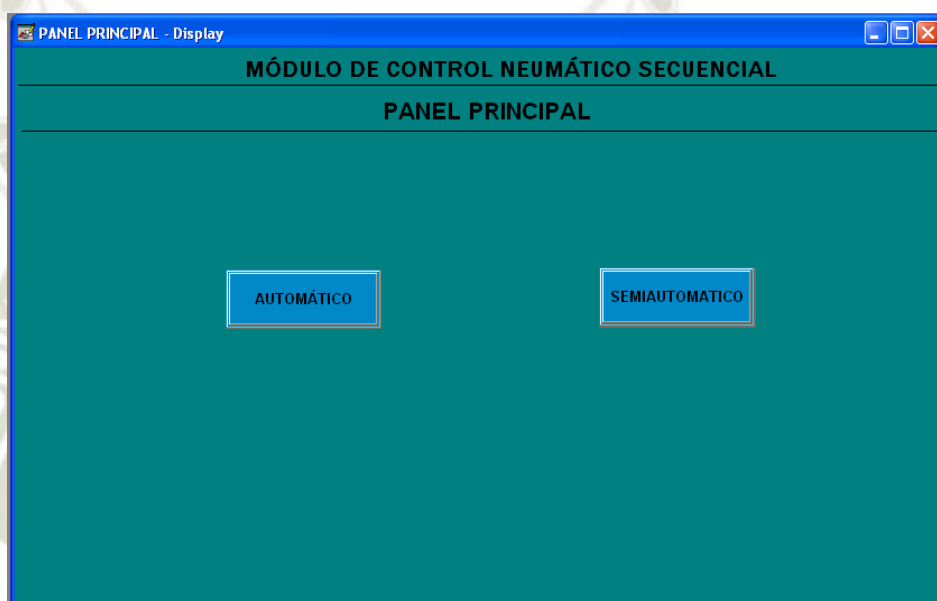 PANEL PRINCIPAL - Display
MÓDULO DE CONTROL NEUMÁTICO SECUENCIAL
PANEL PRINCIPAL
AUTOMÁTICO
SEMIAUTOMATICO